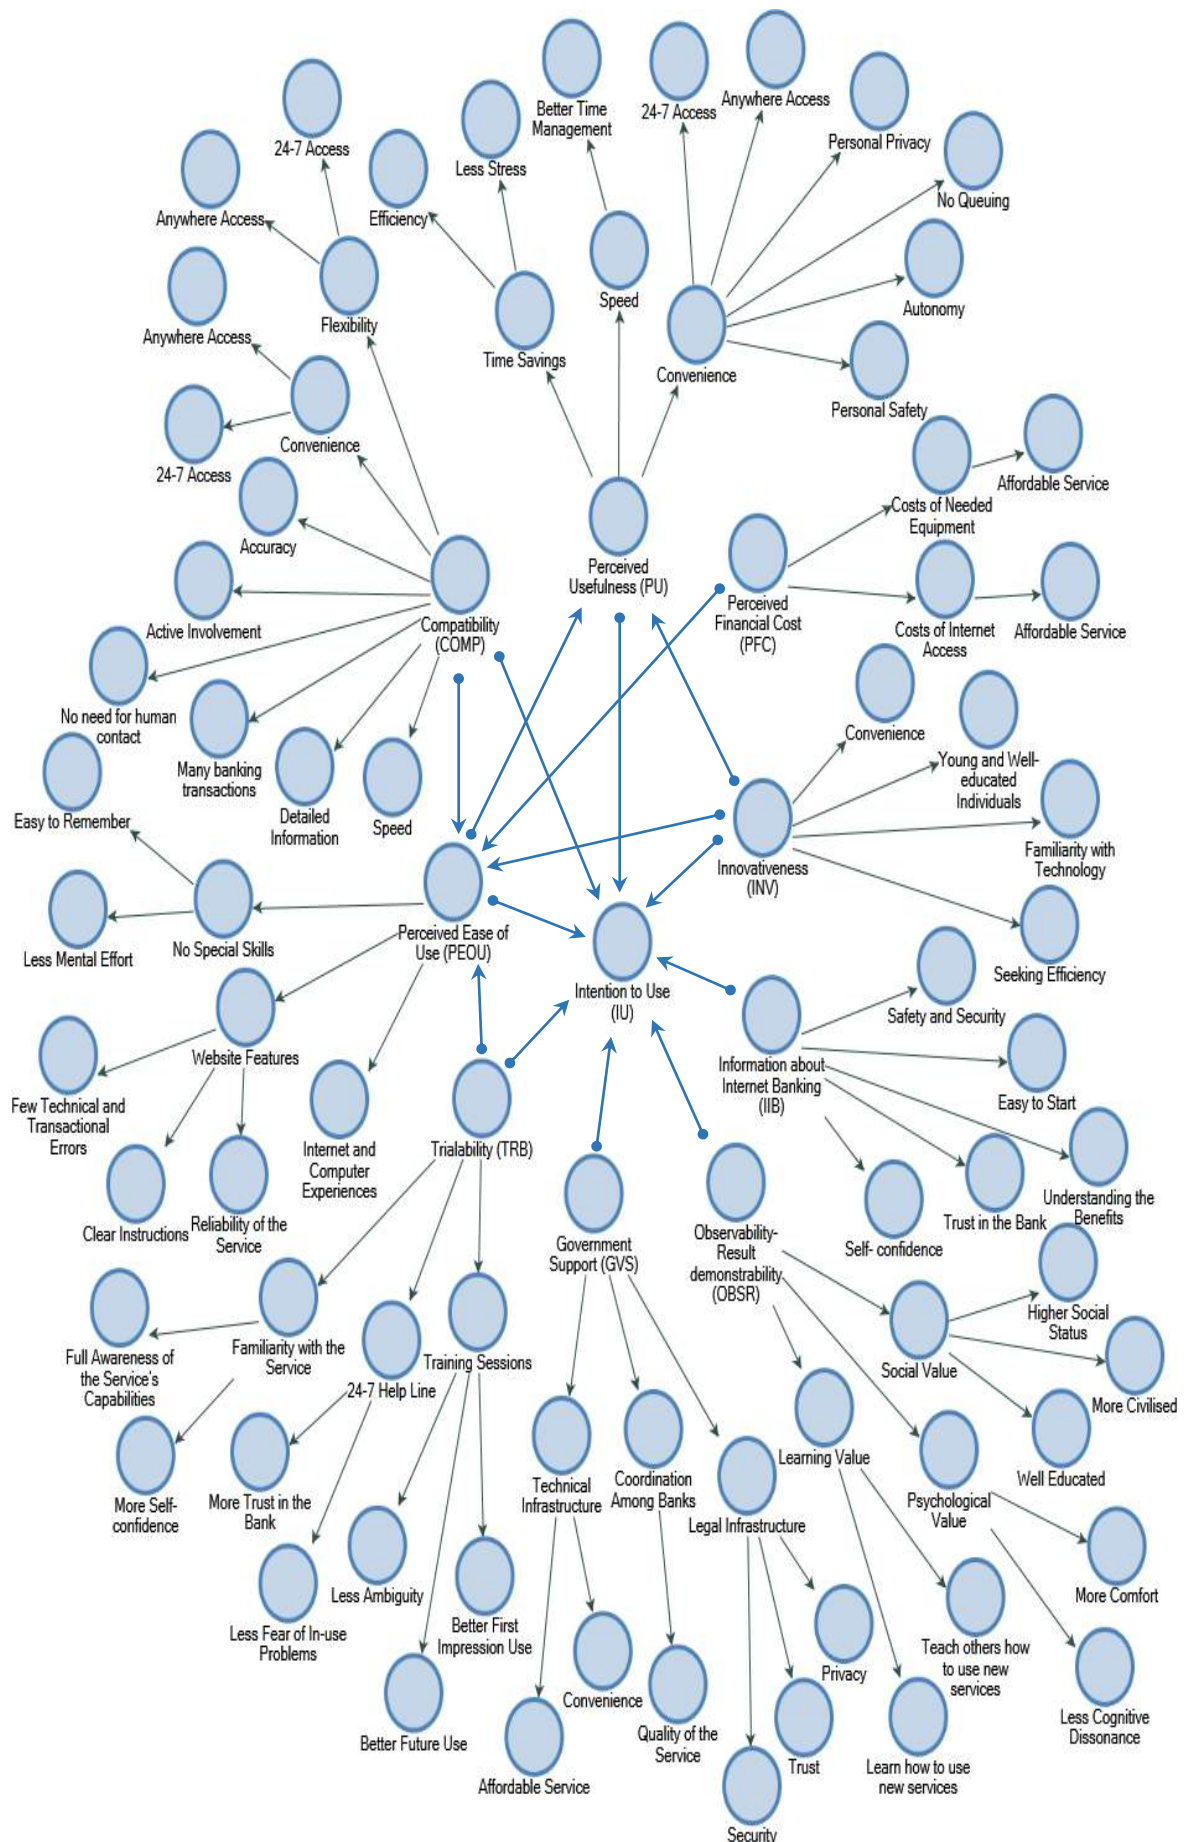 Better Time
Management
24-7 Access
Anywhere Access
Personal Privacy
No Queuing
24-7 Access
Less Stress
Anywhere Access
Efficiency
Speed
Autonomy
Flexibility
Time Savings
Convenience
Anywhere Access
Personal Safety
Convenience
24-7 Access
Affordable Service
Costs of Needed
Equipment
Accuracy
Perceived
Usefulness (PU)
Perceived
Financial Cost
(PFC)
Costs of Internet
Access
Affordable Service
Active Involvement
Compatibility
(COMP)
No need for human
contact
Many banking
transactions
Detailed
Information
Speed
Convenience
Young and Well-
educated
Individuals
Easy to Remember
Innovativeness
(INV)
Familiarity with
Technology
Less Mental Effort
No Special Skills
Perceived Ease of
Use (PEOU)
Intention to Use
(IU)
Seeking Efficiency
Safety and Security
Website Features
Information about
Internet Banking
(IIB)
Easy to Start
Few Technical and
Transactional
Errors
Internet and
Computer
Experiences
Trialability (TRB)
Clear Instructions
Reliability of the
Service
Government
Support (GVS)
Observability-
Result
demonstrability
(OBSR)
Self- confidence
Trust in the Bank
Understanding the
Benefits
Higher Social
Status
Full Awareness of
the Service's
Capabilities
Familiarity with the
Service
24-7 Help Line
Training Sessions
Social Value
More Civilised
More Self-
confidence
More Trust in the
Bank
Technical
Infrastructure
Coordination
Among Banks
Legal Infrastructure
Learning Value
Psychological
Value
Well Educated
Less Fear of In-use
Problems
Less Ambiguity
Better First
Impression Use
More Comfort
Better Future Use
Affordable Service
Convenience
Quality of the
Service
Privacy
Trust
Security
Teach others how
to use new
services
Learn how to use
new services
Less Cognitive
Dissonance